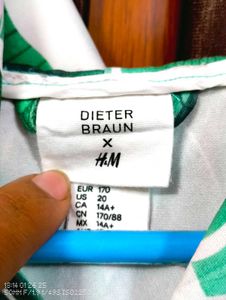 DIETER
BRAUN
X
H&M
EUR 170
US 20
CA 14A+
CN 170/88
MX 14A+